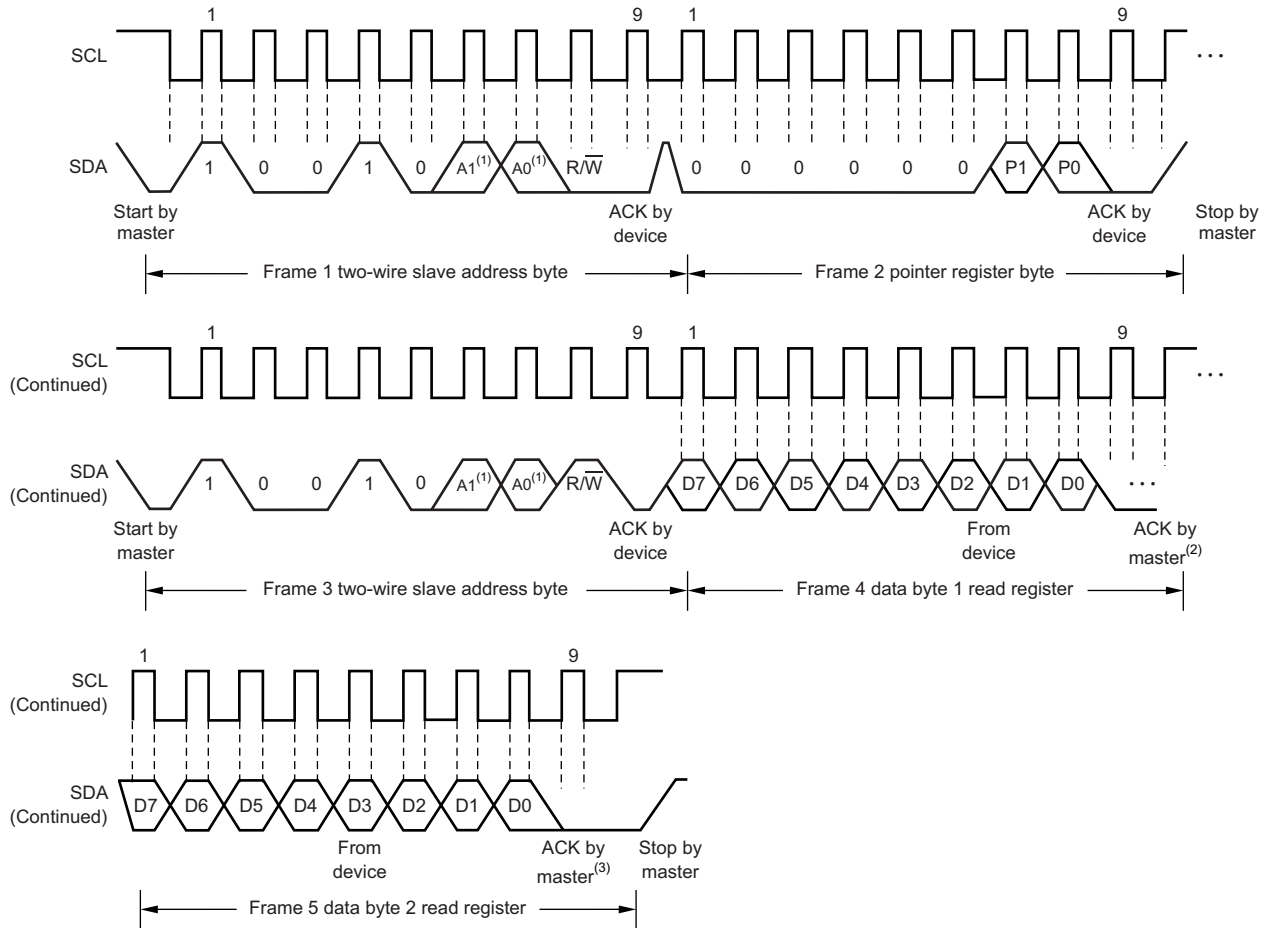 1 9 1 9
SCL
...
SDA
1 0 0 1 0 A1(1) A0(1) R/W̅ 0 0 0 0 0 0 P1 P0
Start by
master
ACK by
device
ACK by
device
Stop by
master
Frame 1 two-wire slave address byte
Frame 2 pointer register byte
1 9 1 9
SCL
(Continued)
...
SDA
(Continued)
1 0 0 1 0 A1(1) A0(1) R/W̅ D7 D6 D5 D4 D3 D2 D1 D0 ...
Start by
master
ACK by
device
From
device
ACK by
master(2)
Frame 3 two-wire slave address byte
Frame 4 data byte 1 read register
1 9
SCL
(Continued)
SDA
(Continued)
D7 D6 D5 D4 D3 D2 D1 D0
From
device
ACK by
master(3)
Stop by
master
Frame 5 data byte 2 read register